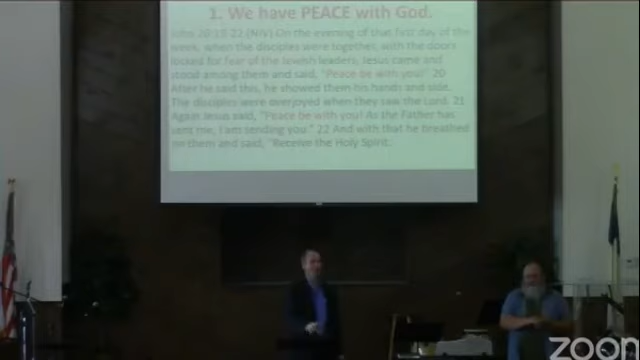 1. We have PEACE with God.
John 20:19-22 (NIV) On the evening of that first day of the
week, when the disciples were together, with the doors
locked for fear of the Jewish leaders, Jesus came and
stood among them and said, "Peace be with you!" 20
After he said this, he showed them his hands and side.
The disciples were overjoyed when they saw the Lord. 21
Again Jesus said, "Peace be with you! As the Father has
sent me, I am sending you." 22 And with that he breathed
on them and said, "Receive the Holy Spirit.
zoom